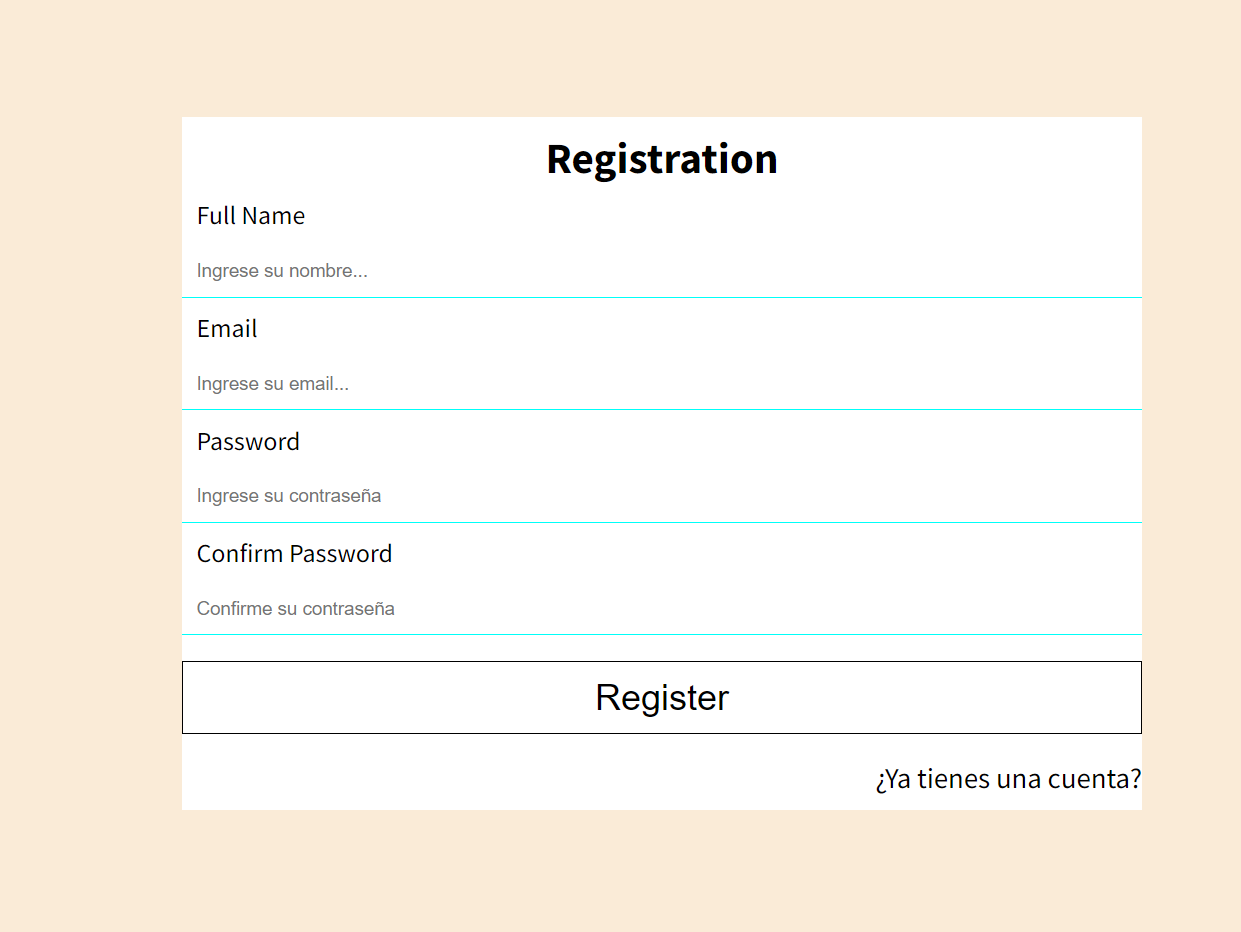 Registration
Full Name
Ingrese su nombre...
Email
Ingrese su email...
Password
Ingrese su contraseña
Confirm Password
Confirme su contraseña
Register
¿Ya tienes una cuenta?